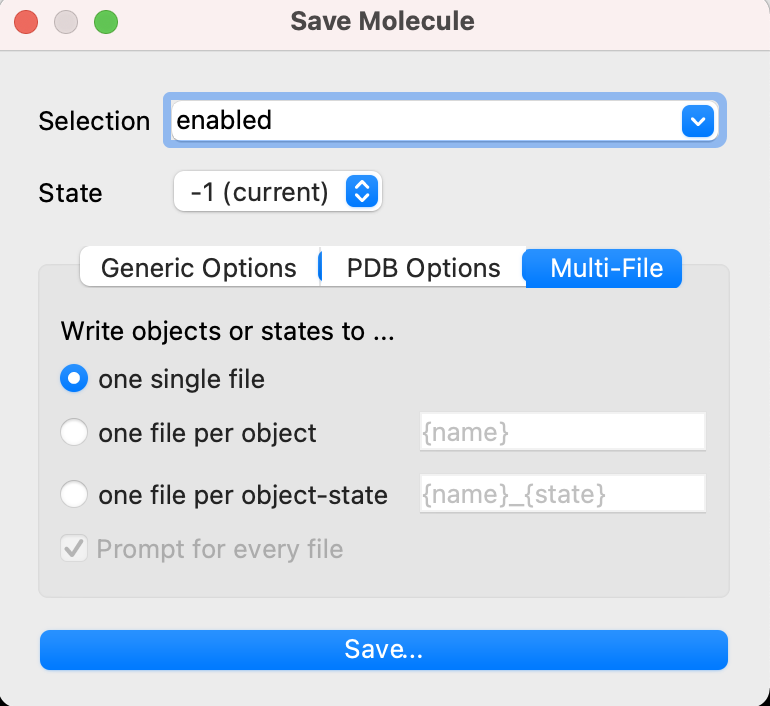 Save Molecule
Selection enabled
State -1 (current)
Generic Options PDB Options Multi-File
Write objects or states to ...
one single file
one file per object {name}
one file per object-state {name}_{state}
Prompt for every file
Save...